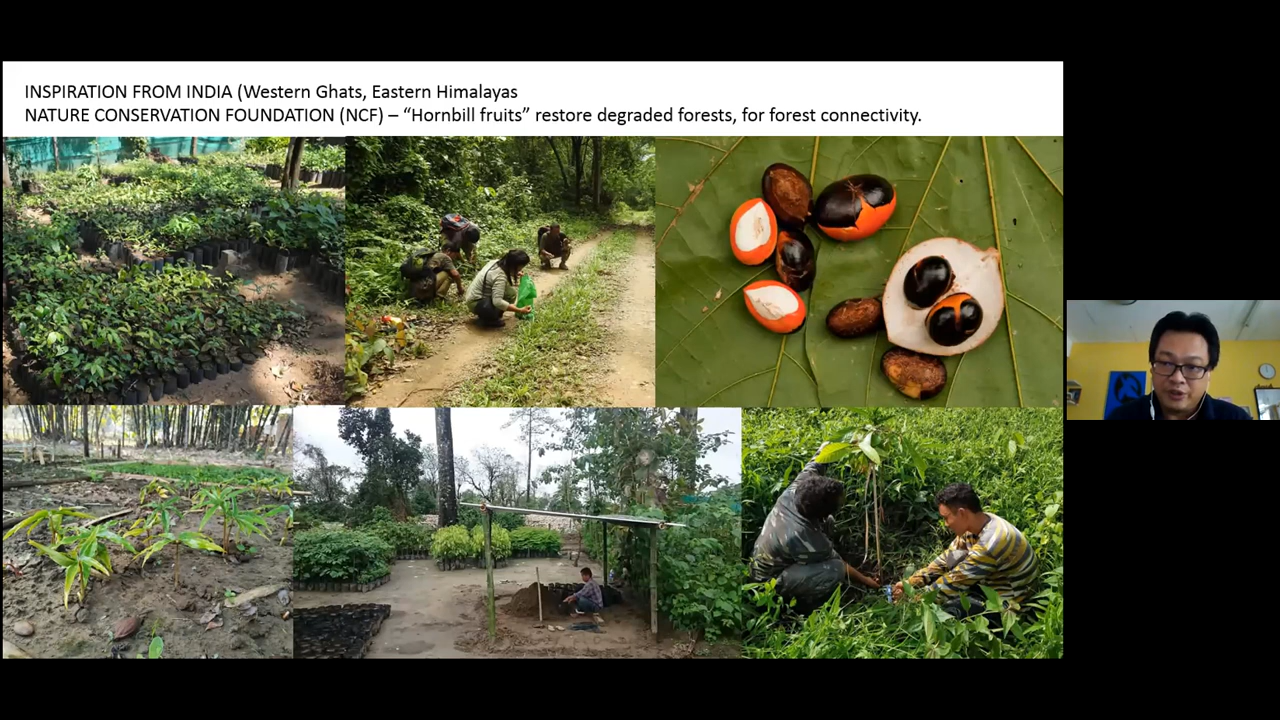 INSPIRATION FROM INDIA (Western Ghats, Eastern Himalayas
NATURE CONSERVATION FOUNDATION (NCF) – “Hornbill fruits” restore degraded forests, for forest connectivity.